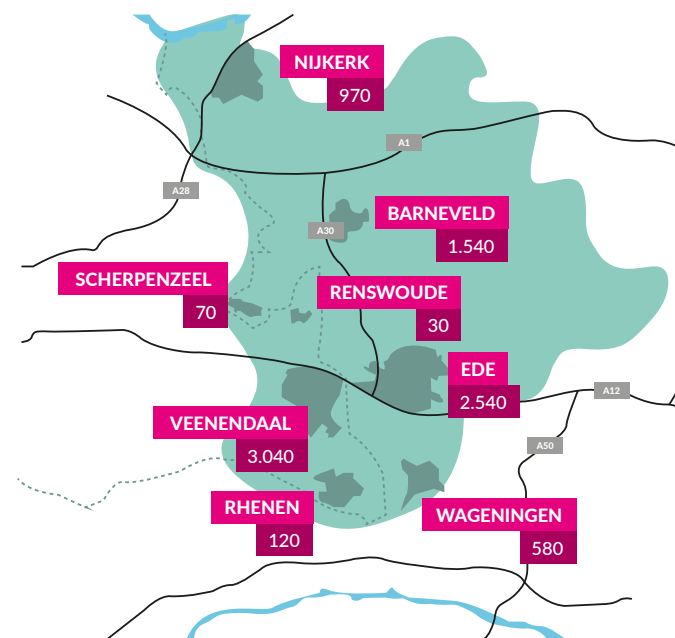 NIJKERK
970
A1
A28
BARNEVELD
1.540
A30
SCHERPENZEEL
70
RENSWOUDE
30
EDE
2.540
A12
VEENENDAAL
3.040
A50
RHENEN
120
WAGENINGEN
580